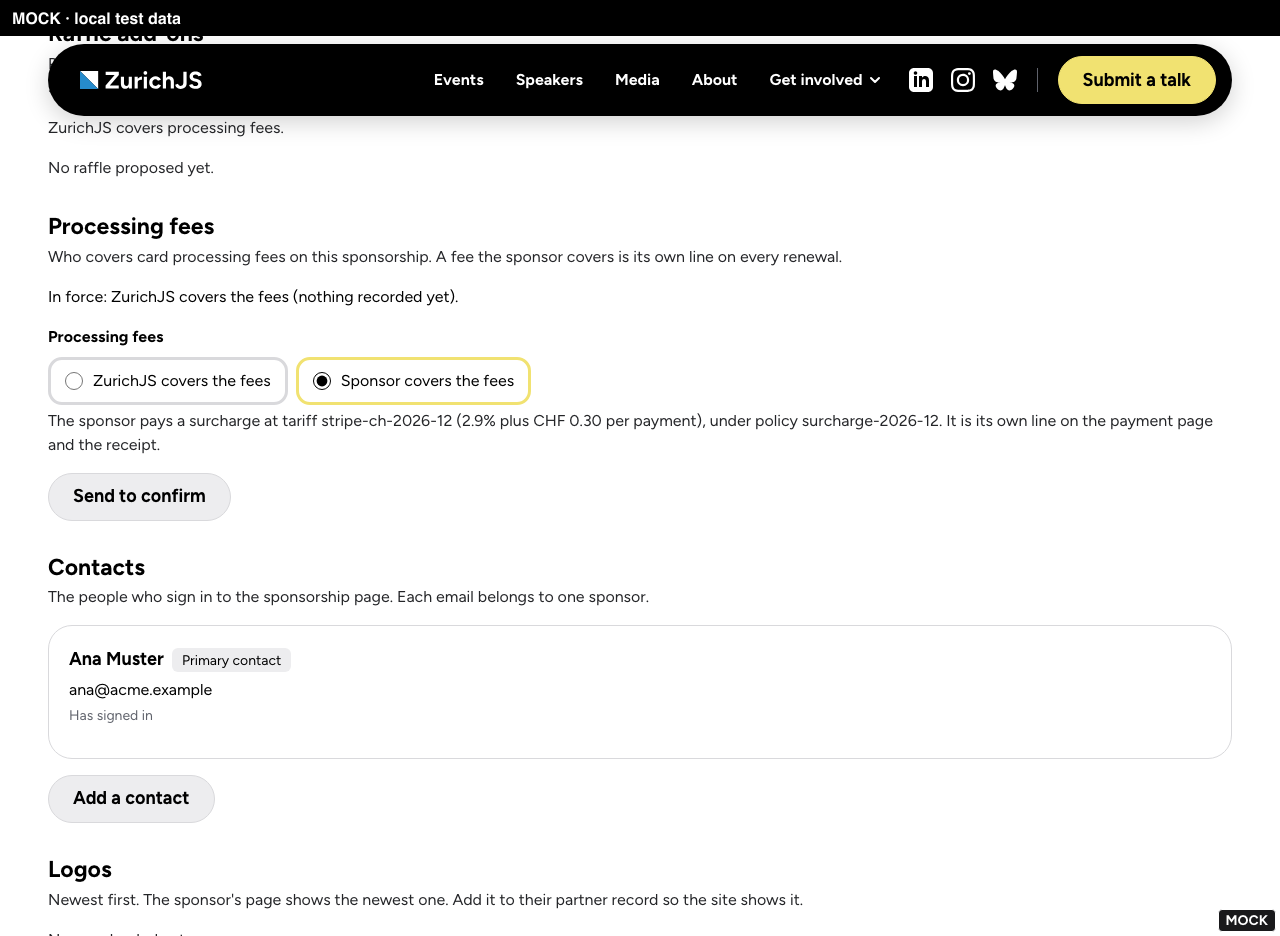 MOCK · local test data
Raffle add-ons
ZurichJS
Events
Speakers
Media
About
Get involved
Submit a talk
ZurichJS covers processing fees.
No raffle proposed yet.
Processing fees
Who covers card processing fees on this sponsorship. A fee the sponsor covers is its own line on every renewal.
In force: ZurichJS covers the fees (nothing recorded yet).
Processing fees
ZurichJS covers the fees
Sponsor covers the fees
The sponsor pays a surcharge at tariff stripe-ch-2026-12 (2.9% plus CHF 0.30 per payment), under policy surcharge-2026-12. It is its own line on the payment page
and the receipt.
Send to confirm
Contacts
The people who sign in to the sponsorship page. Each email belongs to one sponsor.
Ana Muster
Primary contact
ana@acme.example
Has signed in
Add a contact
Logos
Newest first. The sponsor's page shows the newest one. Add it to their partner record so the site shows it.
MOCK